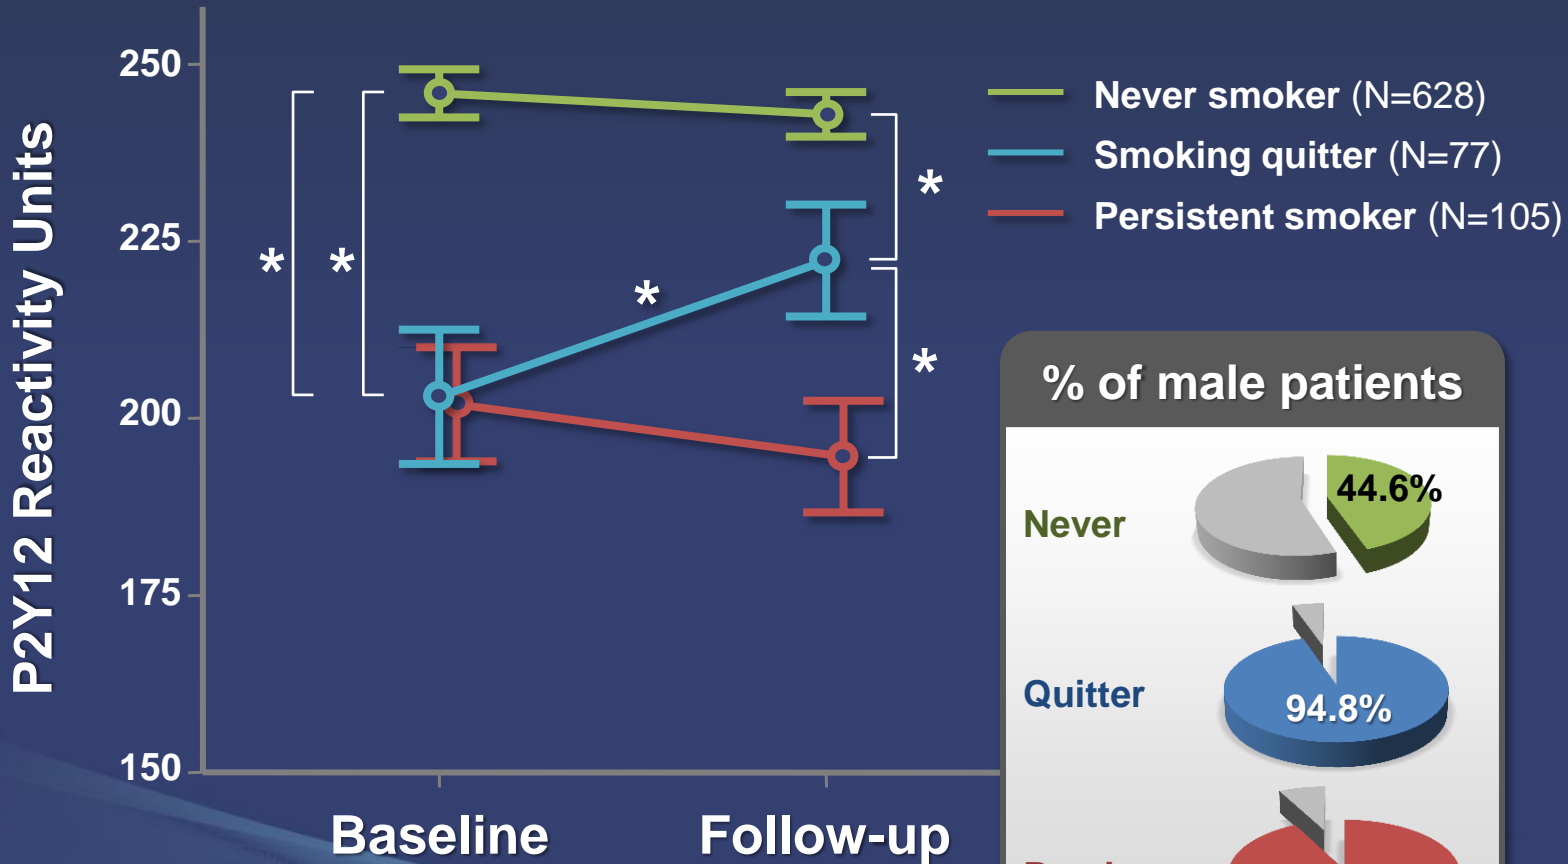 P2Y12 Reactivity Units
250
225
200
175
150
Baseline
Follow-up
*
*
*
*
*
Never smoker (N=628)
Smoking quitter (N=77)
Persistent smoker (N=105)
% of male patients
Never
44.6%
Quitter
94.8%